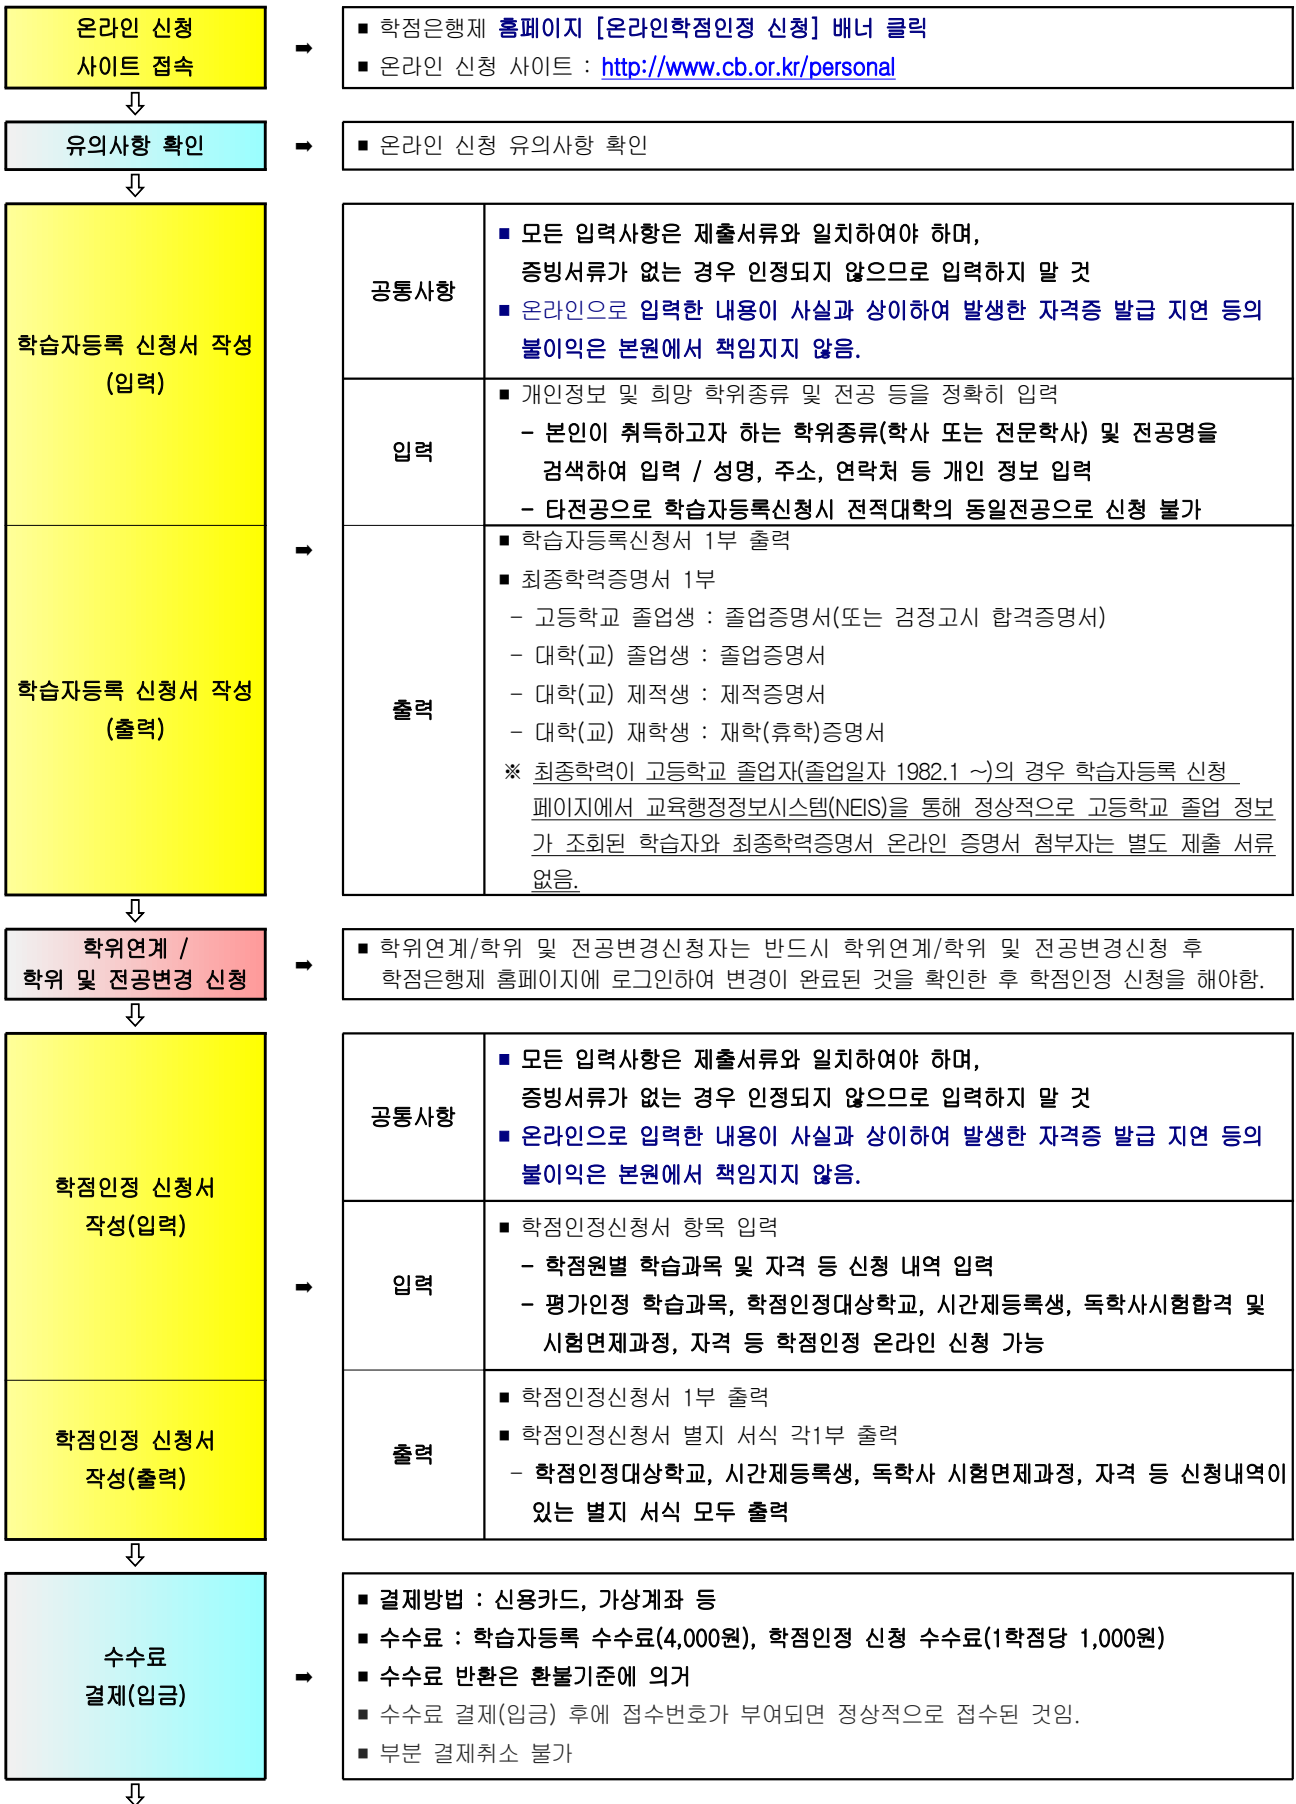 온라인 신청
사이트 접속
➡
■ 학점은행제 홈페이지 [온라인학점인정 신청] 배너 클릭
■ 온라인 신청 사이트 : http://www.cb.or.kr/personal
⇩
유의사항 확인
➡
■ 온라인 신청 유의사항 확인
⇩
학습자등록 신청서 작성
(입력)
학습자등록 신청서 작성
(출력)
➡
공통사항
■ 모든 입력사항은 제출서류와 일치하여야 하며,
증빙서류가 없는 경우 인정되지 않으므로 입력하지 말 것
■ 온라인으로 입력한 내용이 사실과 상이하여 발생한 자격증 발급 지연 등의
불이익은 본원에서 책임지지 않음.
입력
■ 개인정보 및 희망 학위종류 및 전공 등을 정확히 입력
- 본인이 취득하고자 하는 학위종류(학사 또는 전문학사) 및 전공명을
검색하여 입력 / 성명, 주소, 연락처 등 개인 정보 입력
- 타전공으로 학습자등록신청시 전적대학의 동일전공으로 신청 불가
출력
■ 학습자등록신청서 1부 출력
■ 최종학력증명서 1부
- 고등학교 졸업생 : 졸업증명서(또는 검정고시 합격증명서)
- 대학(교) 졸업생 : 졸업증명서
- 대학(교) 제적생 : 제적증명서
- 대학(교) 재학생 : 재학(휴학)증명서
※ 최종학력이 고등학교 졸업자(졸업일자 1982.1 ~)의 경우 학습자등록 신청
페이지에서 교육행정정보시스템(NEIS)을 통해 정상적으로 고등학교 졸업 정보
가 조회된 학습자와 최종학력증명서 온라인 증명서 첨부자는 별도 제출 서류
없음.
⇩
학위연계 /
학위 및 전공변경 신청
➡
■ 학위연계/학위 및 전공변경신청자는 반드시 학위연계/학위 및 전공변경신청 후
학점은행제 홈페이지에 로그인하여 변경이 완료된 것을 확인한 후 학점인정 신청을 해야함.
⇩
학점인정 신청서
작성(입력)
학점인정 신청서
작성(출력)
➡
공통사항
■ 모든 입력사항은 제출서류와 일치하여야 하며,
증빙서류가 없는 경우 인정되지 않으므로 입력하지 말 것
■ 온라인으로 입력한 내용이 사실과 상이하여 발생한 자격증 발급 지연 등의
불이익은 본원에서 책임지지 않음.
입력
■ 학점인정신청서 항목 입력
- 학점원별 학습과목 및 자격 등 신청 내역 입력
- 평가인정 학습과목, 학점인정대상학교, 시간제등록생, 독학사시험합격 및
시험면제과정, 자격 등 학점인정 온라인 신청 가능
출력
■ 학점인정신청서 1부 출력
■ 학점인정신청서 별지 서식 각1부 출력
- 학점인정대상학교, 시간제등록생, 독학사 시험면제과정, 자격 등 신청내역이
있는 별지 서식 모두 출력
⇩
수수료
결제(입금)
➡
■ 결제방법 : 신용카드, 가상계좌 등
■ 수수료 : 학습자등록 수수료(4,000원), 학점인정 신청 수수료(1학점당 1,000원)
■ 수수료 반환은 환불기준에 의거
■ 수수료 결제(입금) 후에 접수번호가 부여되면 정상적으로 접수된 것임.
■ 부분 결제취소 불가
⇩